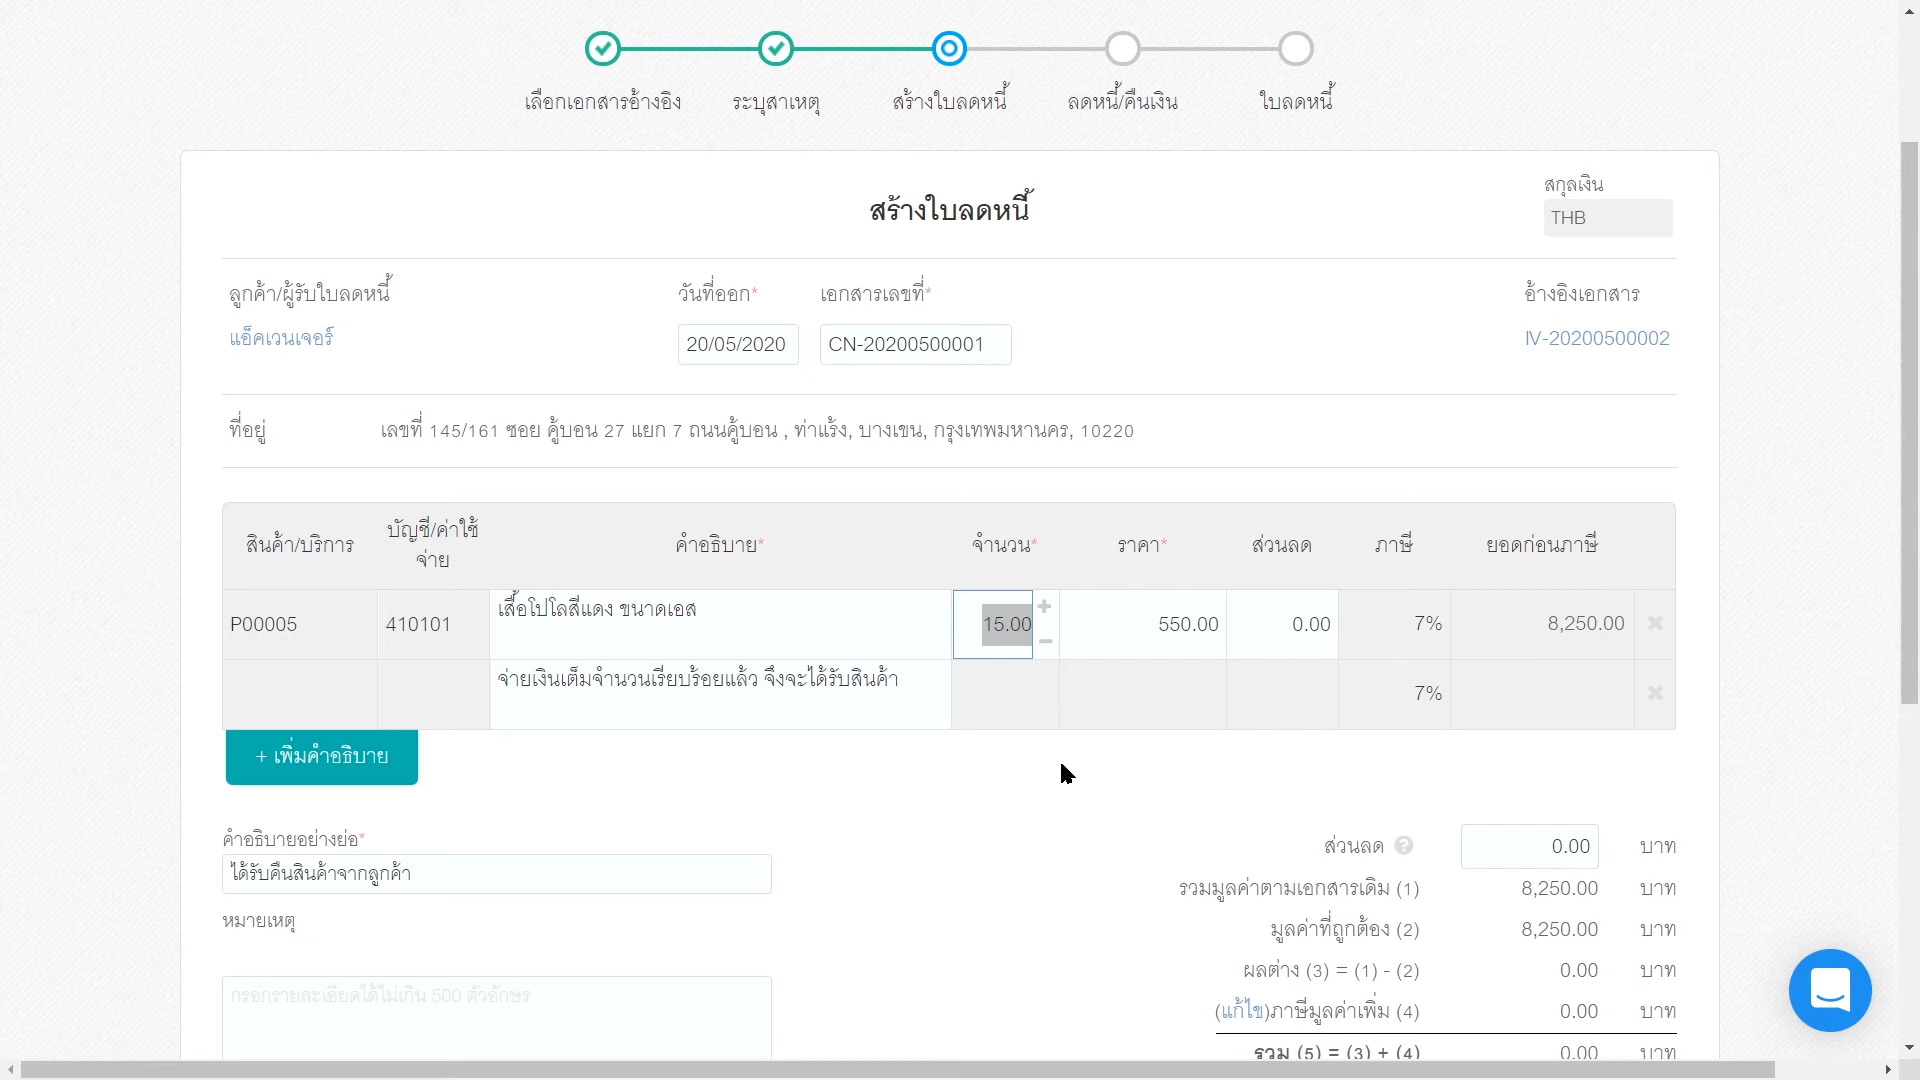 เลือกเอกสารอ้างอิง ระบุสาเหตุ สร้างใบลดหนี้ ลดหนี้/คืนเงิน ใบลดหนี้
สกุลเงิน
สร้างใบลดหนี้
THB
ลูกค้า/ผู้รับใบลดหนี้ วันที่ออก* เอกสารเลขที่* อ้างอิงเอกสาร
แอ็คเวนเจอร์ 20/05/2020 CN-20200500001 IV-20200500002
ที่อยู่ เลขที่ 145/161 ซอย คู้บอน 27 แยก 7 ถนนคู้บอน , ท่าแร้ง, บางเขน, กรุงเทพมหานคร, 10220
สินค้า/บริการ บัญชี/ค่าใช้จ่าย คำอธิบาย* จำนวน* ราคา* ส่วนลด ภาษี ยอดก่อนภาษี
P00005 410101 เสื้อโปโลสีแดง ขนาดเอส 15.00 550.00 0.00 7% 8,250.00
จ่ายเงินเต็มจำนวนเรียบร้อยแล้ว จึงจะได้รับสินค้า 7%
+ เพิ่มคำอธิบาย
คำอธิบายอย่างย่อ*
ได้รับคืนสินค้าจากลูกค้า
หมายเหตุ
กรอกรายละเอียดได้ไม่เกิน 500 ตัวอักษร
ส่วนลด ? 0.00 บาท
รวมมูลค่าตามเอกสารเดิม (1) 8,250.00 บาท
มูลค่าที่ถูกต้อง (2) 8,250.00 บาท
ผลต่าง (3) = (1) - (2) 0.00 บาท
(แก้ไข)ภาษีมูลค่าเพิ่ม (4) 0.00 บาท
รวม (5) = (3) + (4) 0.00 บาท